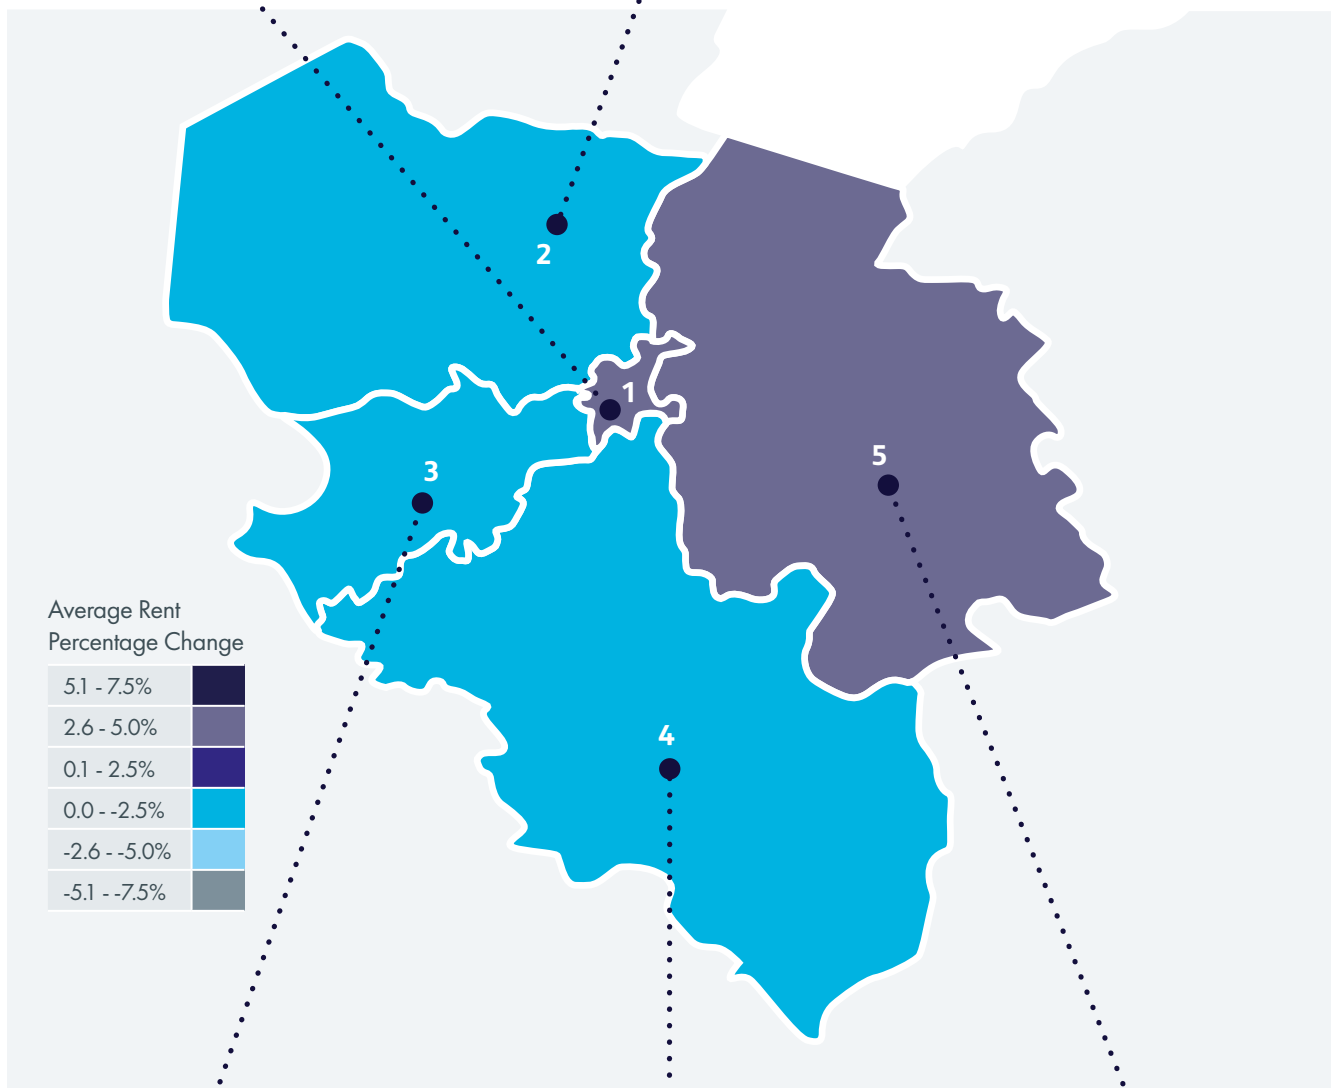 2
1
3
5
4
Average Rent
Percentage Change
5.1 - 7.5%
2.6 - 5.0%
0.1 - 2.5%
0.0 - -2.5%
-2.6 - -5.0%
-5.1 - -7.5%